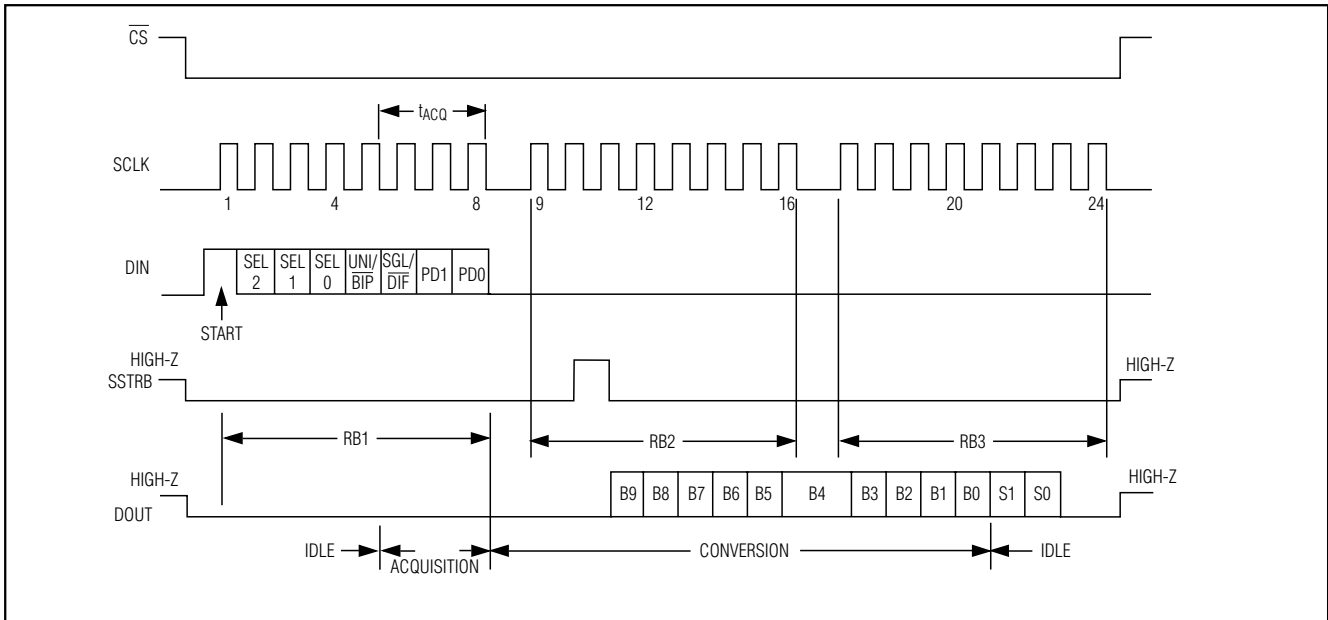 CS
tACQ
SCLK
1 4 8 9 12 16 20 24
DIN
SEL 2
SEL 1
SEL 0
UNI/ BIP
SGL/ DIF
PD1
PD0
START
HIGH-Z
SSTRB
HIGH-Z
RB1
RB2
RB3
HIGH-Z
DOUT
B9 B8 B7 B6 B5 B4 B3 B2 B1 B0 S1 S0
HIGH-Z
IDLE
ACQUISITION
CONVERSION
IDLE